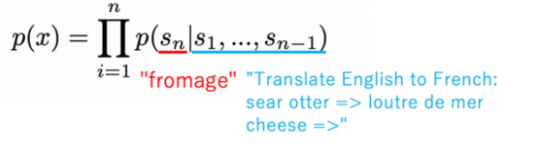 p(x) = ∏_{i=1}^{n} p(s_n|s_1, ..., s_{n−1})
"fromage" "Translate English to French:
sear otter => loutre de mer
cheese =>"